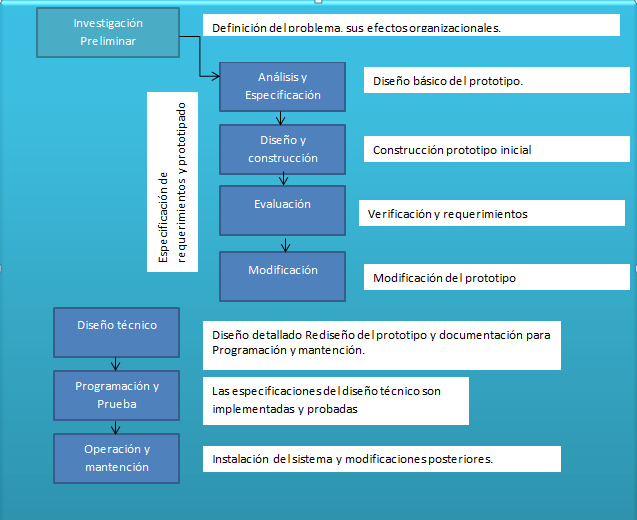 Investigación
Preliminar
Definición del problema, sus efectos organizacionales.
Análisis y
Especificación
Diseño básico del prototipo.
Especificación de
requerimientos y prototipado
Diseño y
construcción
Construcción prototipo inicial
Evaluación
Verificación y requerimientos
Modificación
Modificación del prototipo
Diseño técnico
Diseño detallado Rediseño del prototipo y documentación para
Programación y mantención.
Programación y
Prueba
Las especificaciones del diseño técnico son
implementadas y probadas
Operación y
mantención
Instalación del sistema y modificaciones posteriores.